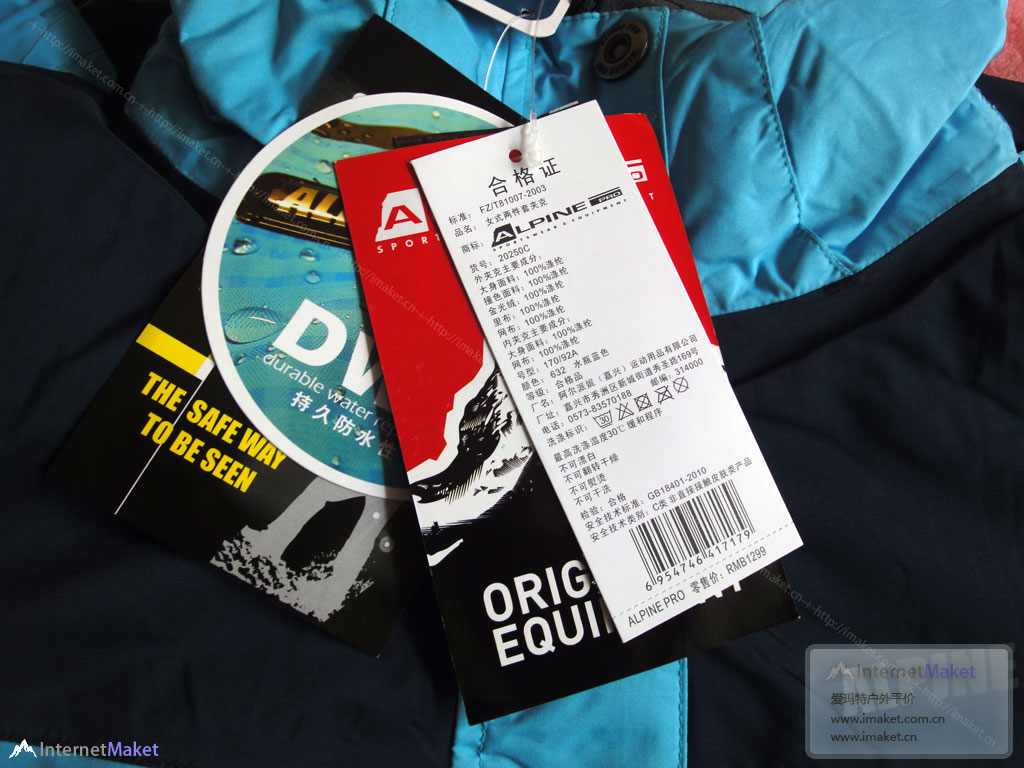 合格证
标准: FZ/T81007-2003
品名: 女式两件套夹克
商标: ALPINE PRO
SPORTSWEAR & EQUIPMENT
货号: 20250C
外夹克主要成分:
大身面料: 100%涤纶
撞色面料: 100%涤纶
金光绒: 100%涤纶
里布: 100%涤纶
网布: 100%涤纶
内夹克主要成分:
大身面料: 100%涤纶
网布: 100%涤纶
号型: 170/92A
颜色: 632 水瓶蓝色
等级: 合格品
厂名: 阿尔派妮（嘉兴）运动用品有限公司
厂址: 嘉兴市秀洲区新城街道秀圣路169号
电话: 0573-83570188 邮编: 314000
洗涤标识: 30
最高洗涤温度30℃ 缓和程序
不可漂白
不可翻转干燥
不可熨烫
不可干洗
检验: 合格
安全技术标准: GB18401-2010
安全技术类别: C类 非直接接触皮肤类产品
6 954746 417179
ALPINE PRO 零售价: RMB1299
A
SPORT
ORIG
EQUI
AL
DW
durable water re
持久防水性
THE SAFE WAY
TO BE SEEN
InternetMaket
InternetMaket
爱玛特户外平价
www.imaket.com.cn
www.imaket.cn